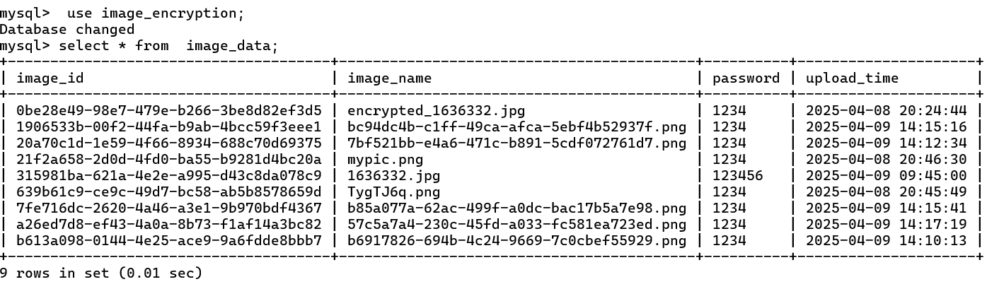 mysql>  use image_encryption;
Database changed
mysql> select * from  image_data;
+--------------------------------------+-------------------------------------------+----------+---------------------+
| image_id                             | image_name                                | password | upload_time         |
+--------------------------------------+-------------------------------------------+----------+---------------------+
| 0be28e49-98e7-479e-b266-3be8d82ef3d5 | encrypted_1636332.jpg                     | 1234     | 2025-04-08 20:24:44 |
| 1906533b-00f2-44fa-b9ab-4bcc59f3eee1 | bc94dc4b-c1ff-49ca-afca-5ebf4b52937f.png | 1234     | 2025-04-09 14:15:16 |
| 20a70c1d-1e59-4f66-8934-688c70d69375 | 7bf521bb-e4a6-471c-b891-5cdf072761d7.png | 1234     | 2025-04-09 14:12:34 |
| 21f2a658-2d0d-4fd0-ba55-b9281d4bc20a | mypic.png                                 | 1234     | 2025-04-08 20:46:30 |
| 315981ba-621a-4e2e-a995-d43c8da078c9 | 1636332.jpg                               | 123456   | 2025-04-09 09:45:00 |
| 639b61c9-ce9c-49d7-bc58-ab5b8578659d | TygTJ6q.png                               | 1234     | 2025-04-08 20:45:49 |
| 7fe716dc-2620-4a46-a3e1-9b970bdf4367 | b85a077a-62ac-499f-a0dc-bac17b5a7e98.png | 1234     | 2025-04-09 14:15:41 |
| a26ed7d8-ef43-4a0a-8b73-f1af14a3bc82 | 57c5a7a4-230c-45fd-a033-fc581ea723ed.png | 1234     | 2025-04-09 14:17:19 |
| b613a098-0144-4e25-ace9-9a6fdde8bbb7 | b6917826-694b-4c24-9669-7c0cbef55929.png | 1234     | 2025-04-09 14:10:13 |
+--------------------------------------+-------------------------------------------+----------+---------------------+
9 rows in set (0.01 sec)